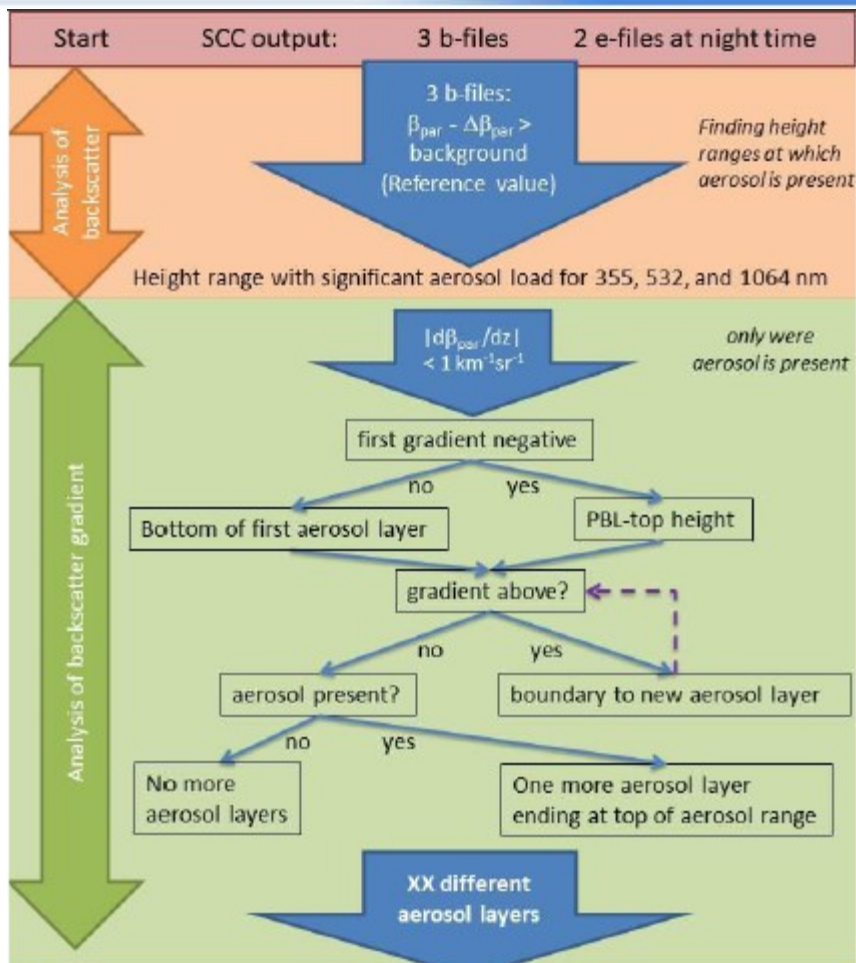 Start SCC output: 3 b-files 2 e-files at night time
Analysis of
backscatter
3 b-files:
βpar - Δβpar >
background
(Reference value)
Finding height
ranges at which
aerosol is present
Height range with significant aerosol load for 355, 532, and 1064 nm
Analysis of backscatter gradient
|dβpar/dz|
< 1 km⁻¹sr⁻¹
only were
aerosol is present
first gradient negative
no yes
Bottom of first aerosol layer
PBL-top height
gradient above?
no yes
aerosol present?
boundary to new aerosol layer
no yes
No more
aerosol layers
One more aerosol layer
ending at top of aerosol range
XX different
aerosol layers